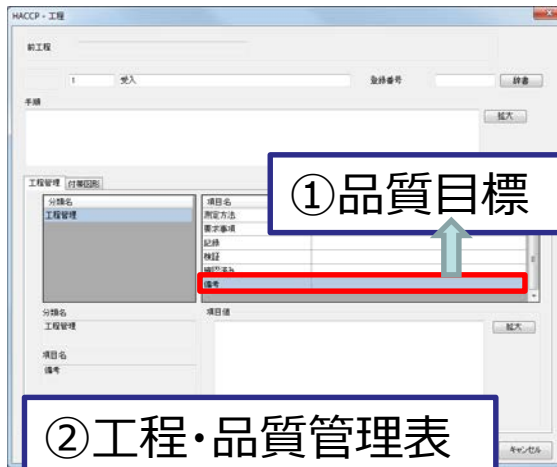 HACCP - 工程
前工程
1 受入 登録番号 辞書
手順
拡大
工程管理 付帯図形
分類名 項目名
工程管理 測定方法
要求事項
記録
検証
確認済み
備考
①品質目標
分類名 項目値
工程管理 拡大
項目名
備考
②工程・品質管理表
キャンセル